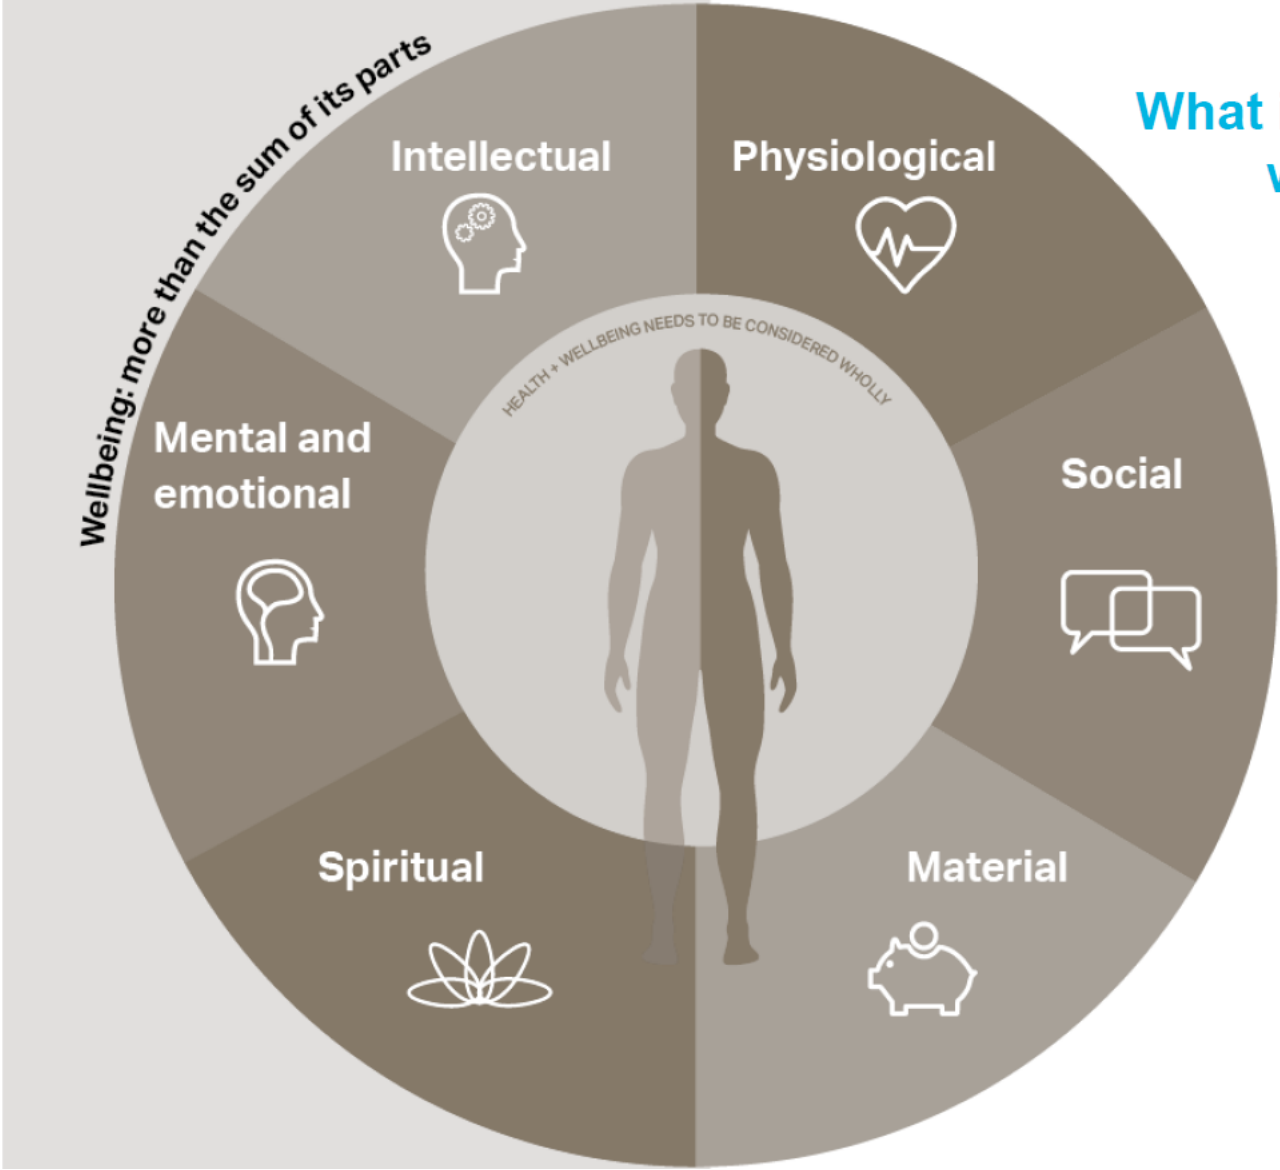 Wellbeing: more than the sum of its parts
What
Intellectual
Physiological
HEALTH + WELLBEING NEEDS TO BE CONSIDERED WHOLLY
Mental and
emotional
Social
Spiritual
Material